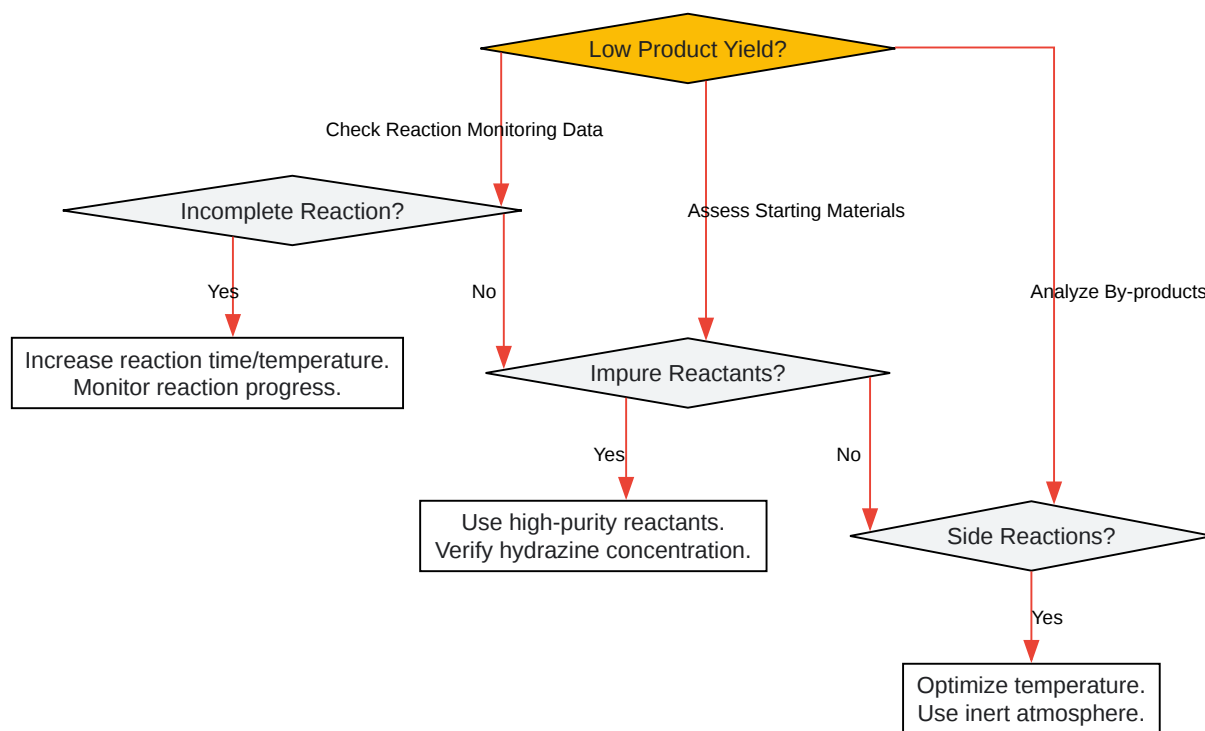 Low Product Yield?
Check Reaction Monitoring Data
Incomplete Reaction?
Assess Starting Materials
Yes
No
Analyze By-products
Increase reaction time/temperature.
Monitor reaction progress.
Impure Reactants?
Yes
No
Use high-purity reactants.
Verify hydrazine concentration.
Side Reactions?
Yes
Optimize temperature.
Use inert atmosphere.